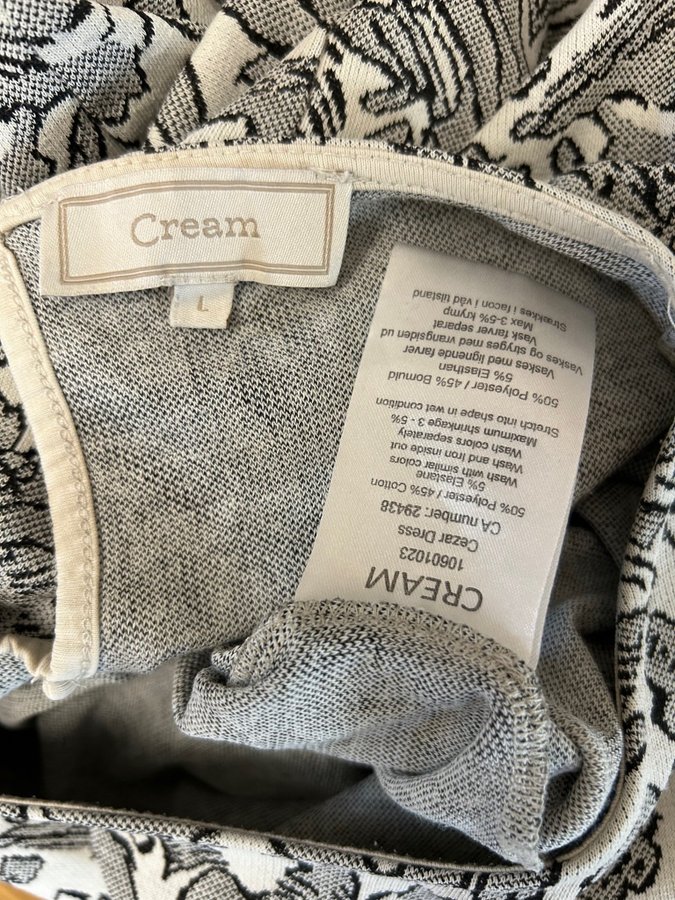 Cream
L
CREAM
10601023
Cezar Dress
CA number: 29438
50% Polyester / 45% Cotton
5% Elastane
Wash with similar colors
Wash and Iron inside out
Wash colors separately
Maximum shrinkage 3 - 5%
Stretch into shape in wet condition
50% Polyester / 45% Bomuld
5% Elasthan
Vaskes med lignende farver
Vaskes og stryges med vrangsiden ud
Vask farver separat
Max 3-5% krymp
Strækkes i facon i våd tilstand